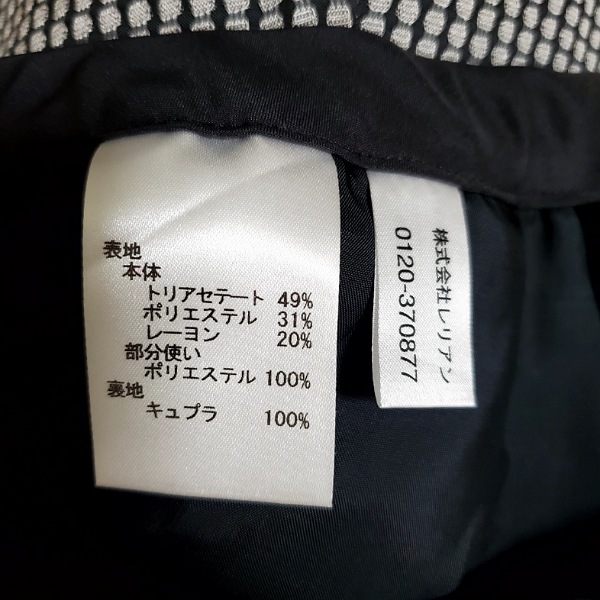 表地
本体
トリアセテート 49%
ポリエステル 31%
レーヨン 20%
部分使い
ポリエステル 100%
裏地
キュプラ 100%
株式会社レリアン
0120-370877